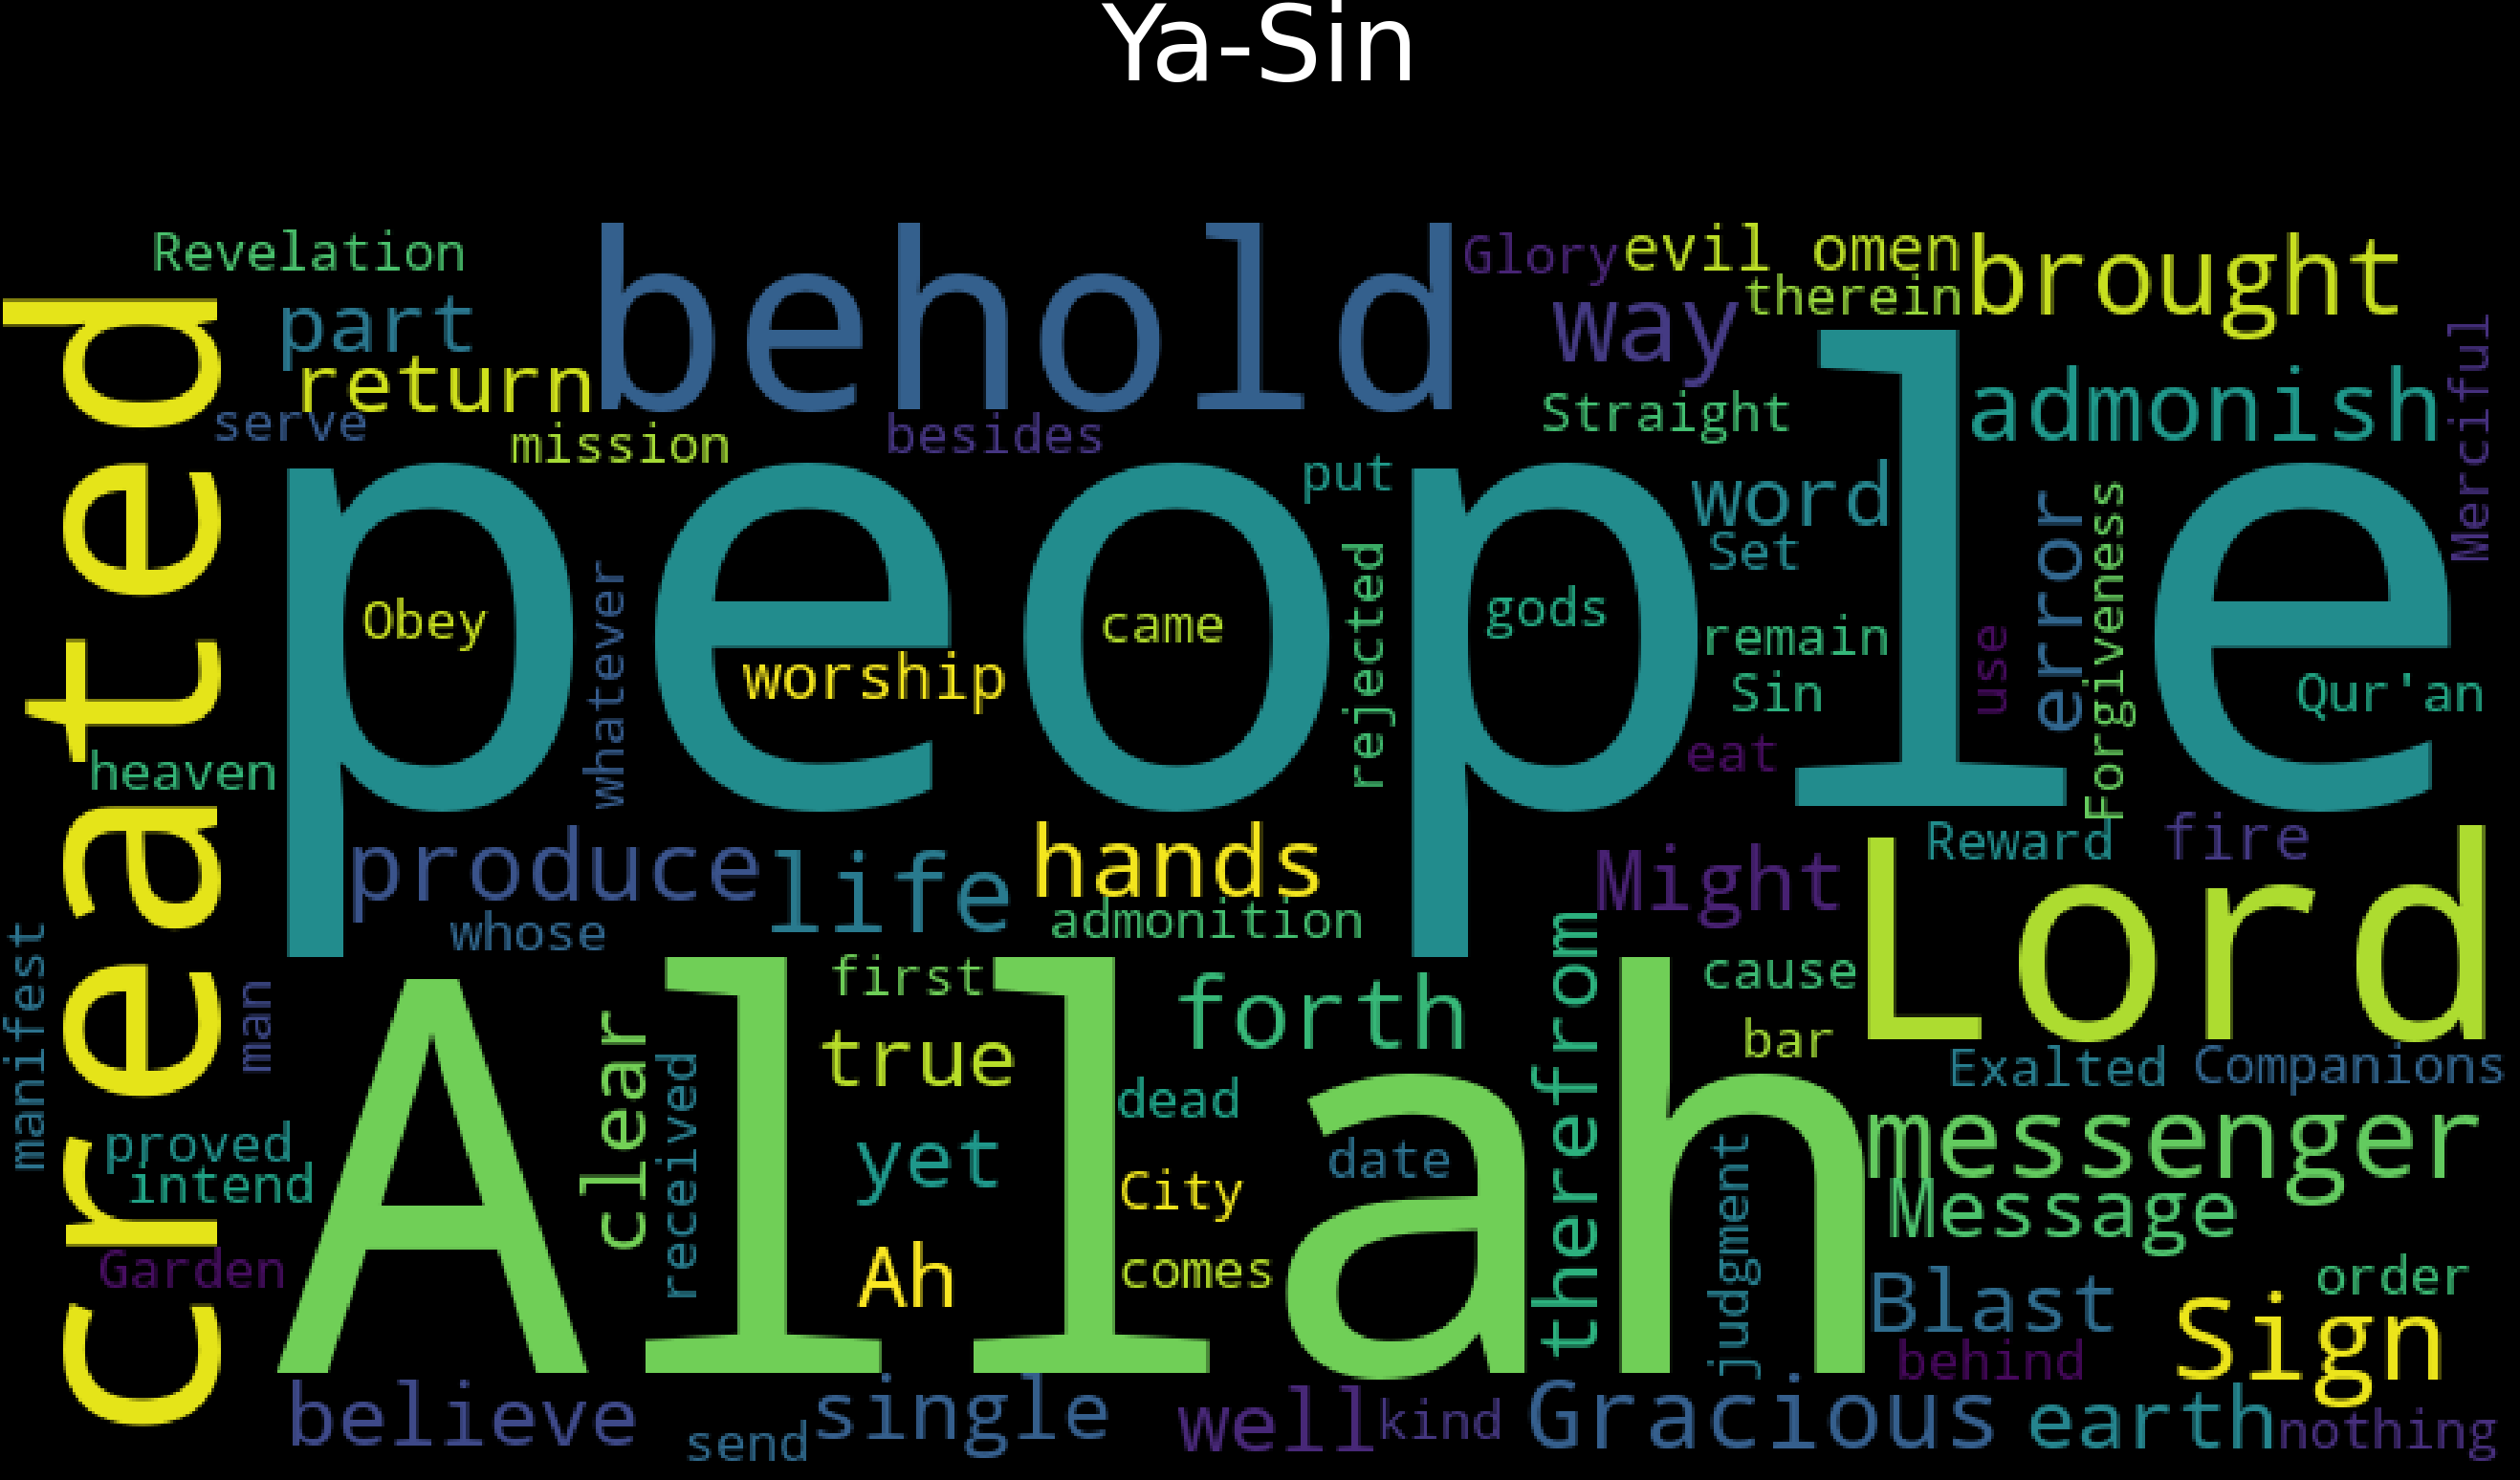 Ya-Sin
Revelation
behold
Glory
evil omen
brought
part
way
therein
Merciful
return
serve
mission
besides
Straight
admonish
created
people
put
word
Set
error
Forgiveness
Obey
whatever
worship
came
rejected
gods
remain
Sin
use
Qur'an
heaven
eat
produce
life
hands
Might
Reward
fire
whose
admonition
Lord
manifest
man
first
forth
therefrom
cause
clear
received
true
bar
Allah
dead
Exalted
Companions
proved
intend
yet
City
date
judgment
messenger
Message
Garden
Ah
comes
Blast
order
behind
Sign
believe
send
single
well
kind
Gracious
earth
nothing